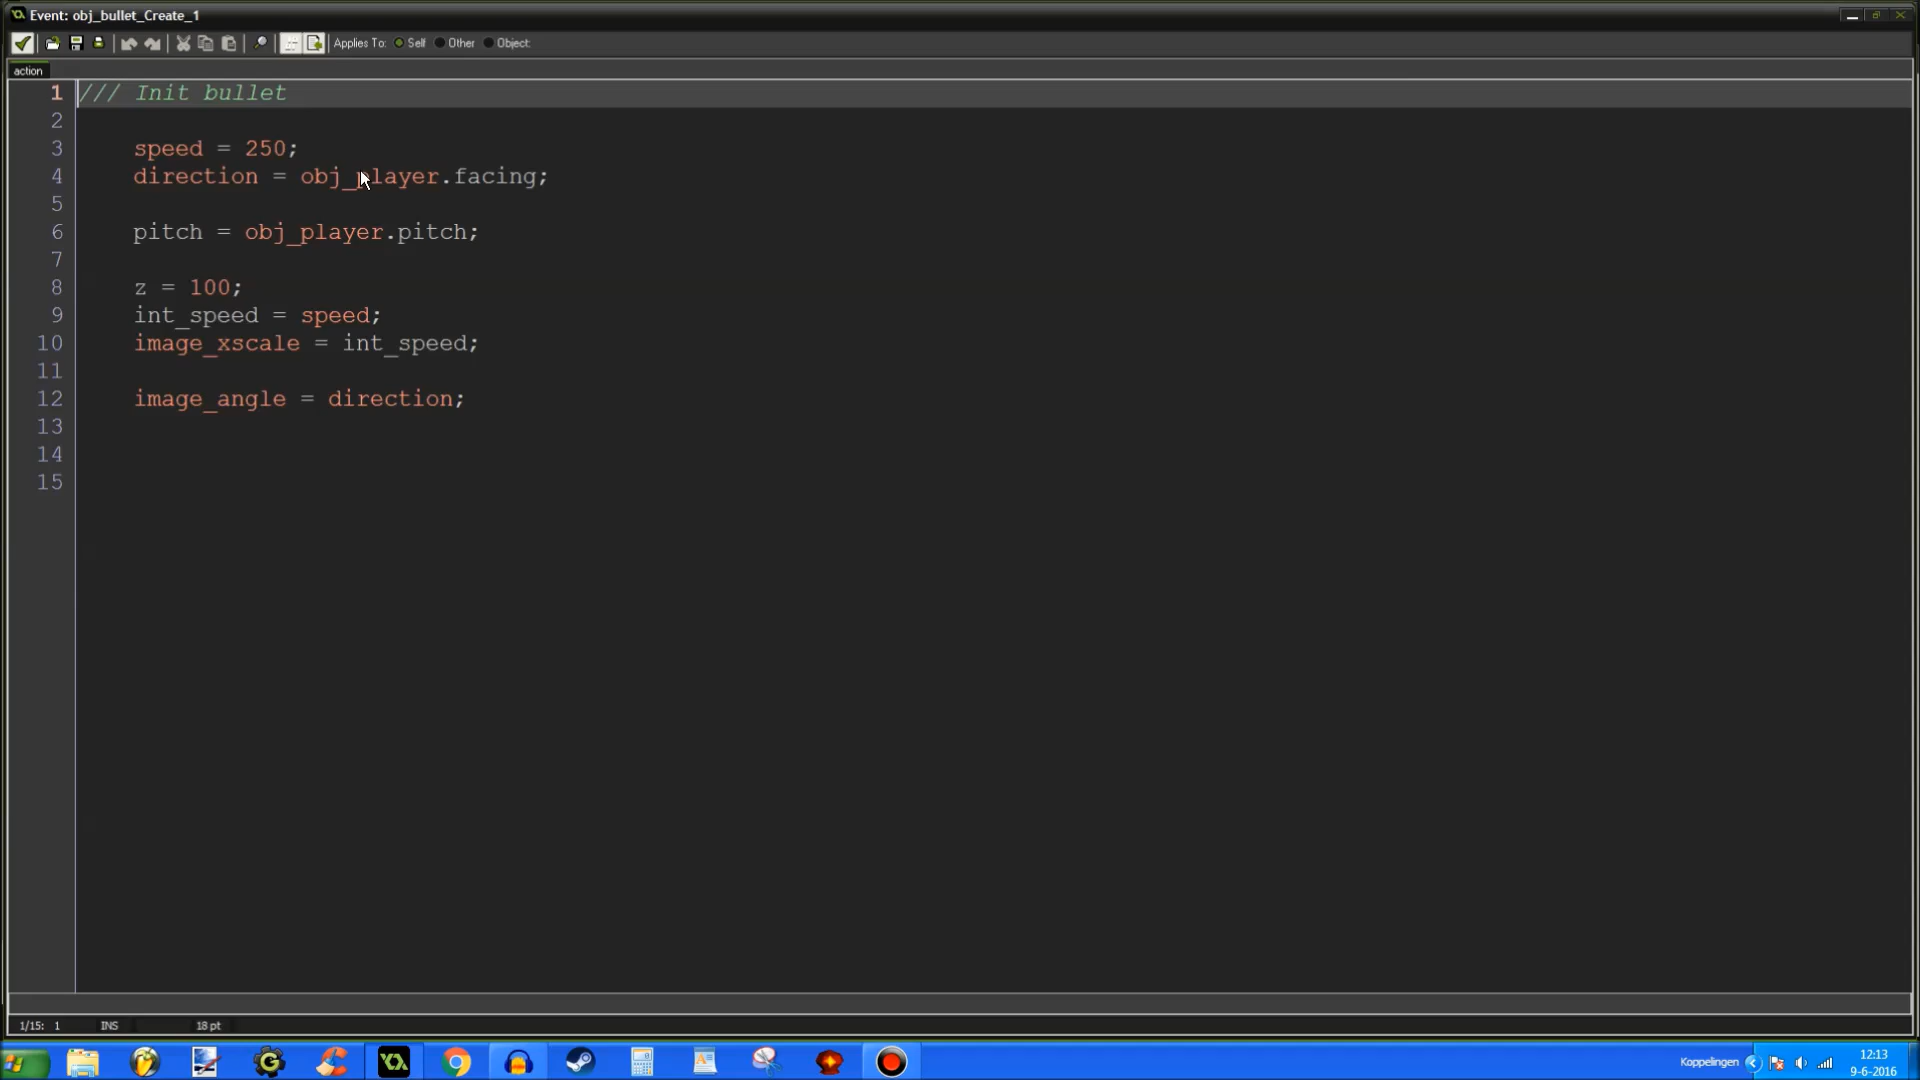 Event: obj_bullet_Create_1
Applies To: Self Other Object:
action
1 /// Init bullet
2
3 speed = 250;
4 direction = obj_player.facing;
5
6 pitch = obj_player.pitch;
7
8 z = 100;
9 int_speed = speed;
10 image_xscale = int_speed;
11
12 image_angle = direction;
13
14
15
1/15: 1 INS 18 pt
Koppelingen 12:13
9-6-2016